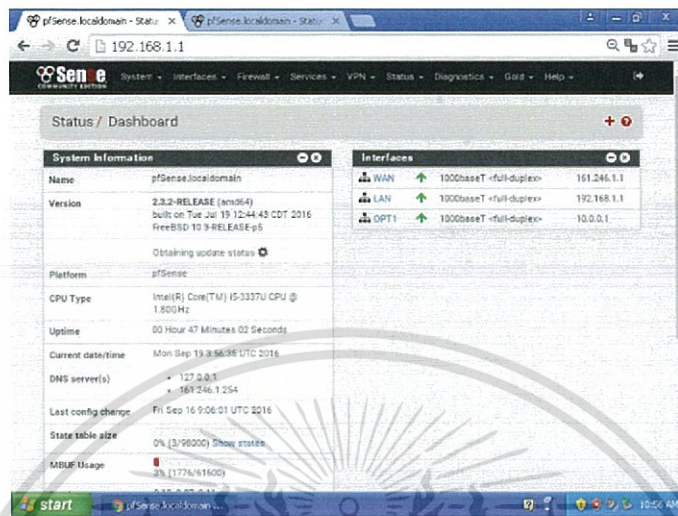 pfSense.localdomain - Statu
pfSense.localdomain - Statu
192.168.1.1
Sense
COMMUNITY EDITION
System
Interfaces
Firewall
Services
VPN
Status
Diagnostics
Gold
Help
Status / Dashboard
System Information
Name pfSense.localdomain
Version 2.3.2-RELEASE (amd64)
built on Tue Jul 19 12:44:43 CDT 2016
FreeBSD 10.3-RELEASE-p5
Obtaining update status
Platform pfSense
CPU Type Intel(R) Core(TM) i5-3337U CPU @
1.80GHz
Uptime 00 Hour 47 Minutes 02 Seconds
Current date/time Mon Sep 19 3:56:35 UTC 2016
DNS server(s) 127.0.0.1
161.246.1.254
Last config change Fri Sep 16 9:06:01 UTC 2016
State table size 0% (3/98000) Show states
MBUF Usage
3% (1776/61600)
Interfaces
WAN 1000baseT <full-duplex> 161.246.1.1
LAN 1000baseT <full-duplex> 192.168.1.1
OPT1 1000baseT <full-duplex> 10.0.0.1
start
pfSense.localdomain ...
10:56 AM